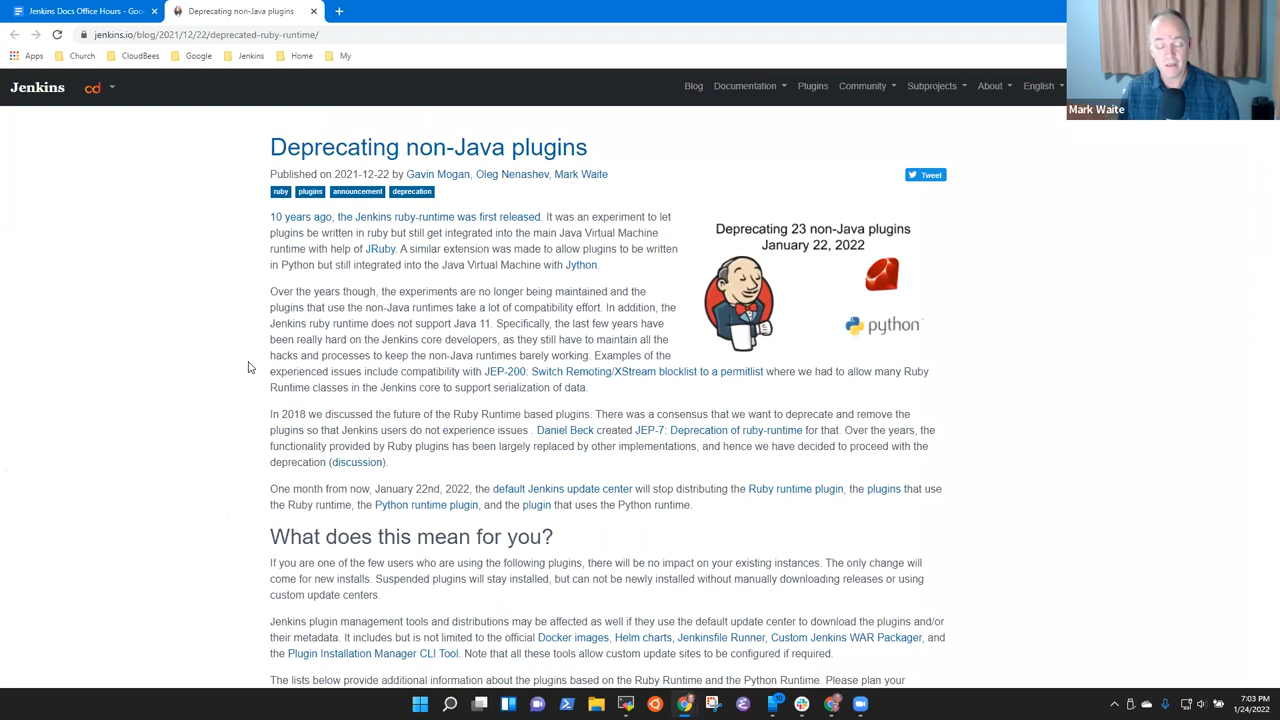 Jenkins Docs Office Hours - Goo
Deprecating non-Java plugins
jenkins.io/blog/2021/12/22/deprecated-ruby-runtime/
Apps Church CloudBees Google Jenkins Home My
Mark Waite
Jenkins cd Blog Documentation Plugins Community Subprojects About English
Deprecating non-Java plugins
Published on 2021-12-22 by Gavin Mogan, Oleg Nenashev, Mark Waite
Tweet
ruby plugins announcement deprecation
10 years ago, the Jenkins ruby-runtime was first released. It was an experiment to let
plugins be written in ruby but still get integrated into the main Java Virtual Machine
runtime with help of JRuby. A similar extension was made to allow plugins to be written
in Python but still integrated into the Java Virtual Machine with Jython.
Deprecating 23 non-Java plugins
January 22, 2022
python
Over the years though, the experiments are no longer being maintained and the
plugins that use the non-Java runtimes take a lot of compatibility effort. In addition, the
Jenkins ruby runtime does not support Java 11. Specifically, the last few years have
been really hard on the Jenkins core developers, as they still have to maintain all the
hacks and processes to keep the non-Java runtimes barely working. Examples of the
experienced issues include compatibility with JEP-200: Switch Remoting/XStream blocklist to a permitlist where we had to allow many Ruby
Runtime classes in the Jenkins core to support serialization of data.
In 2018 we discussed the future of the Ruby Runtime based plugins. There was a consensus that we want to deprecate and remove the
plugins so that Jenkins users do not experience issues . Daniel Beck created JEP-7: Deprecation of ruby-runtime for that. Over the years, the
functionality provided by Ruby plugins has been largely replaced by other implementations, and hence we have decided to proceed with the
deprecation (discussion).
One month from now, January 22nd, 2022, the default Jenkins update center will stop distributing the Ruby runtime plugin, the plugins that use
the Ruby runtime, the Python runtime plugin, and the plugin that uses the Python runtime.
What does this mean for you?
If you are one of the few users who are using the following plugins, there will be no impact on your existing instances. The only change will
come for new installs. Suspended plugins will stay installed, but can not be newly installed without manually downloading releases or using
custom update centers.
Jenkins plugin management tools and distributions may be affected as well if they use the default update center to download the plugins and/or
their metadata. It includes but is not limited to the official Docker images, Helm charts, Jenkinsfile Runner, Custom Jenkins WAR Packager, and
the Plugin Installation Manager CLI Tool. Note that all these tools allow custom update sites to be configured if required.
The lists below provide additional information about the plugins based on the Ruby Runtime and the Python Runtime. Please plan your
7:03 PM
1/24/2022